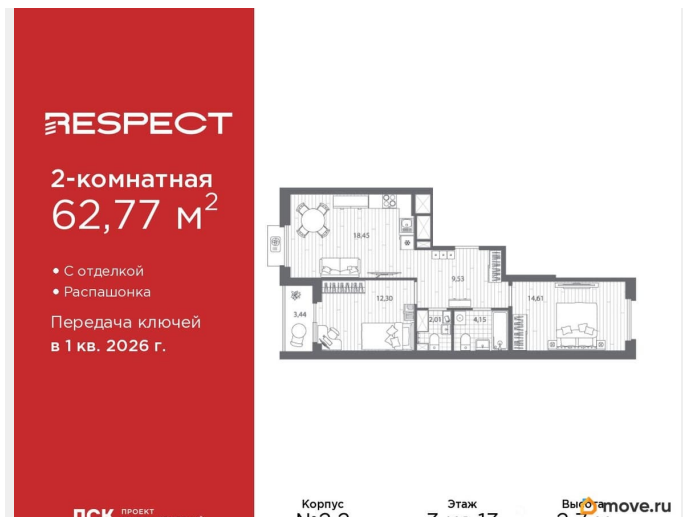 RESPECT
2-комнатная
62,77 м²
• С отделкой
• Распашонка
Передача ключей
в 1 кв. 2026 г.
18.45
9.53
3.44
12.30
2.01
4.15
14.61
ПРОЕКТ
Корпус
Этаж
move.ru